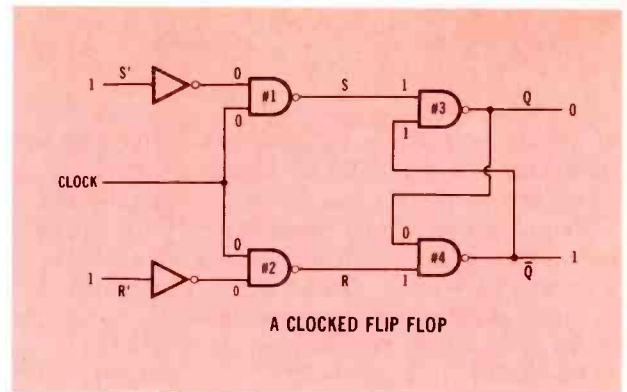 1 S' 0
#1 S 1 #3 Q 0
0 1
CLOCK
0 0 #4 Q̄ 1
#2 R 1
1 R' 0
A CLOCKED FLIP FLOP